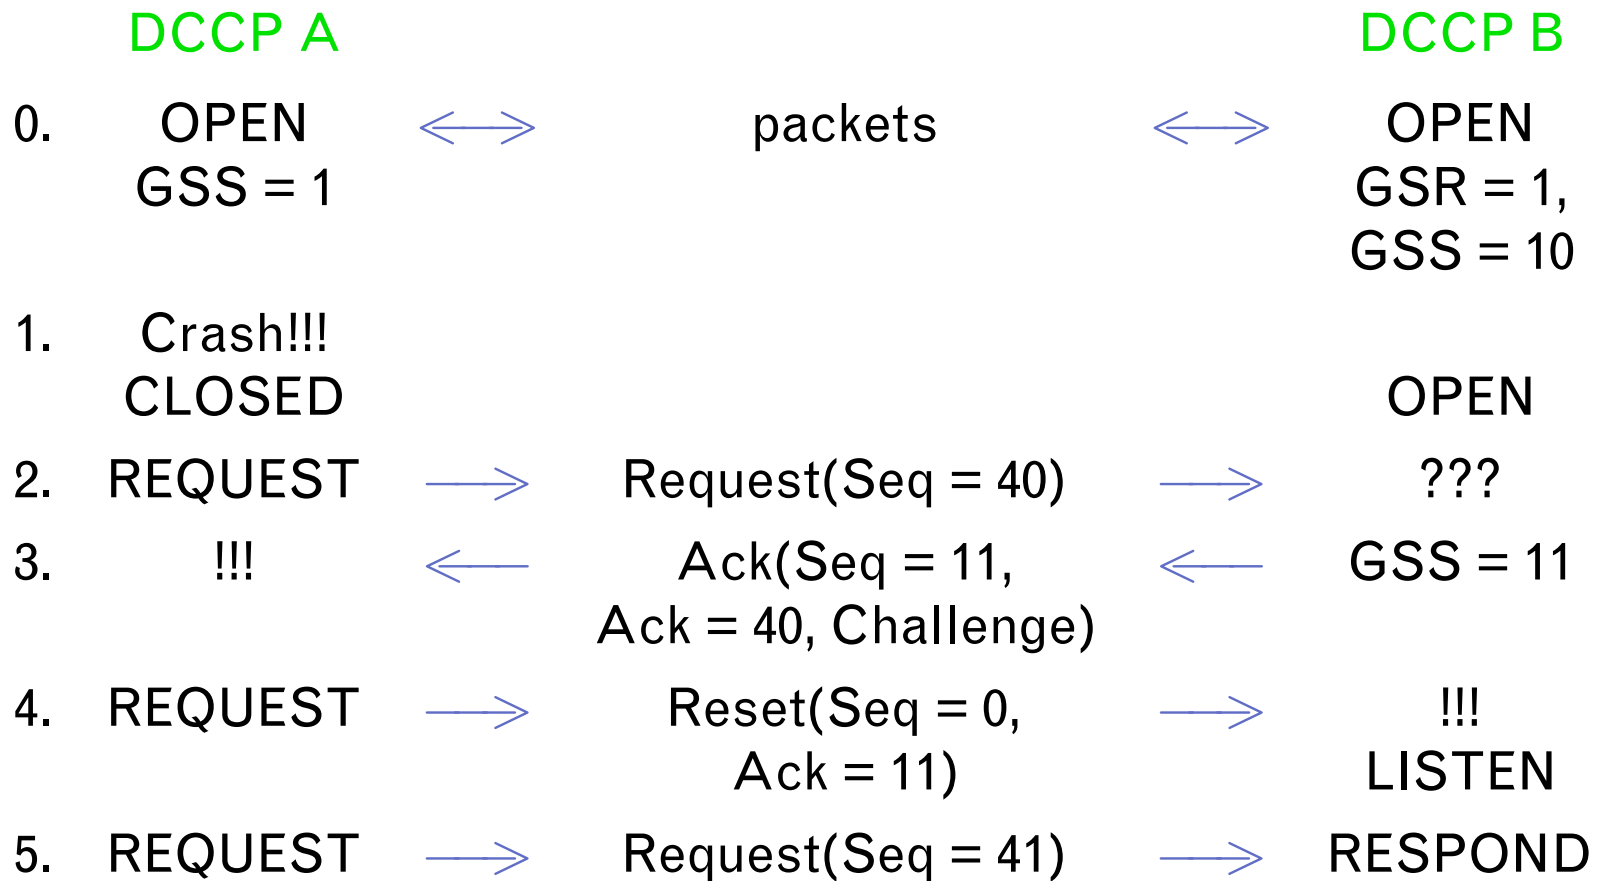 DCCP A DCCP B
0. OPEN packets OPEN
GSS = 1 GSR = 1,
GSS = 10
1. Crash!!!
CLOSED OPEN
2. REQUEST Request(Seq = 40) ???
3. !!! Ack(Seq = 11, GSS = 11
Ack = 40, Challenge)
4. REQUEST Reset(Seq = 0, !!!
Ack = 11) LISTEN
5. REQUEST Request(Seq = 41) RESPOND